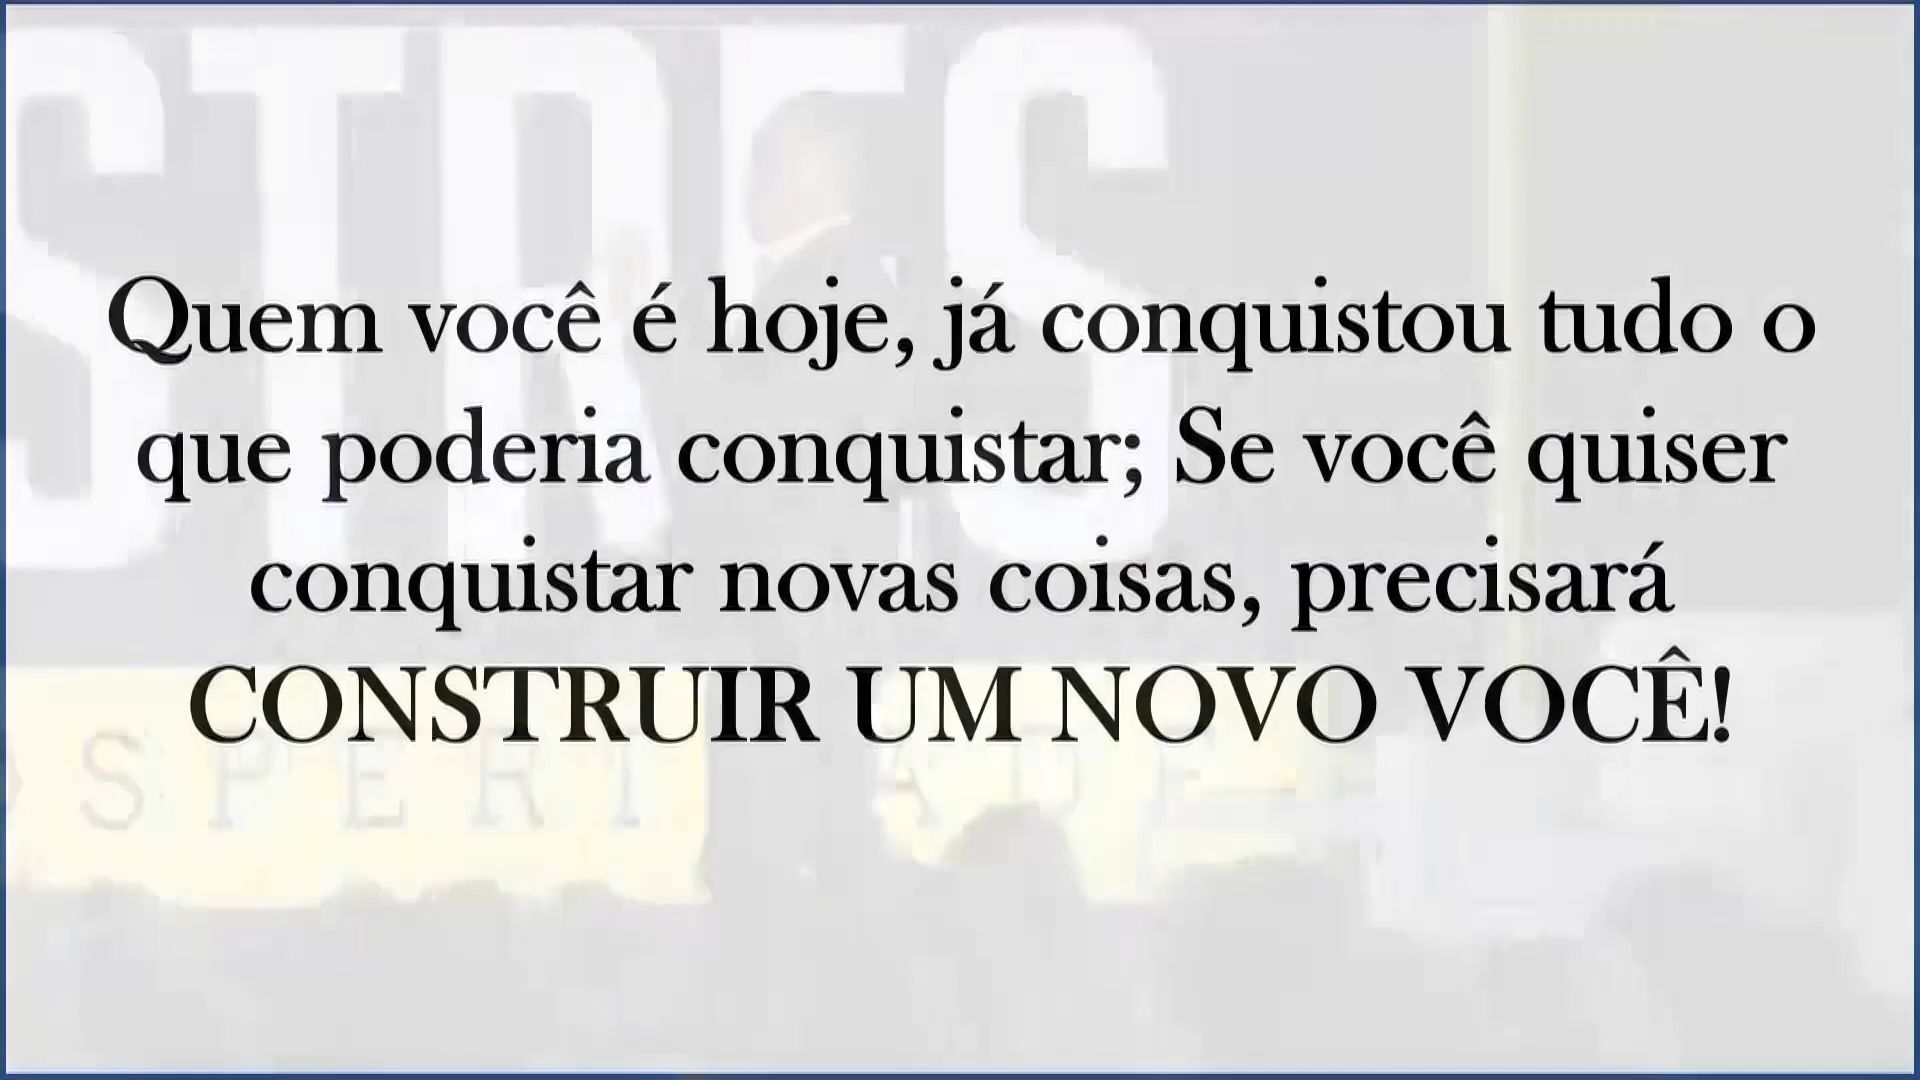 STRES
Quem você é hoje, já conquistou tudo o
que poderia conquistar; Se você quiser
conquistar novas coisas, precisará
CONSTRUIR UM NOVO VOCÊ!